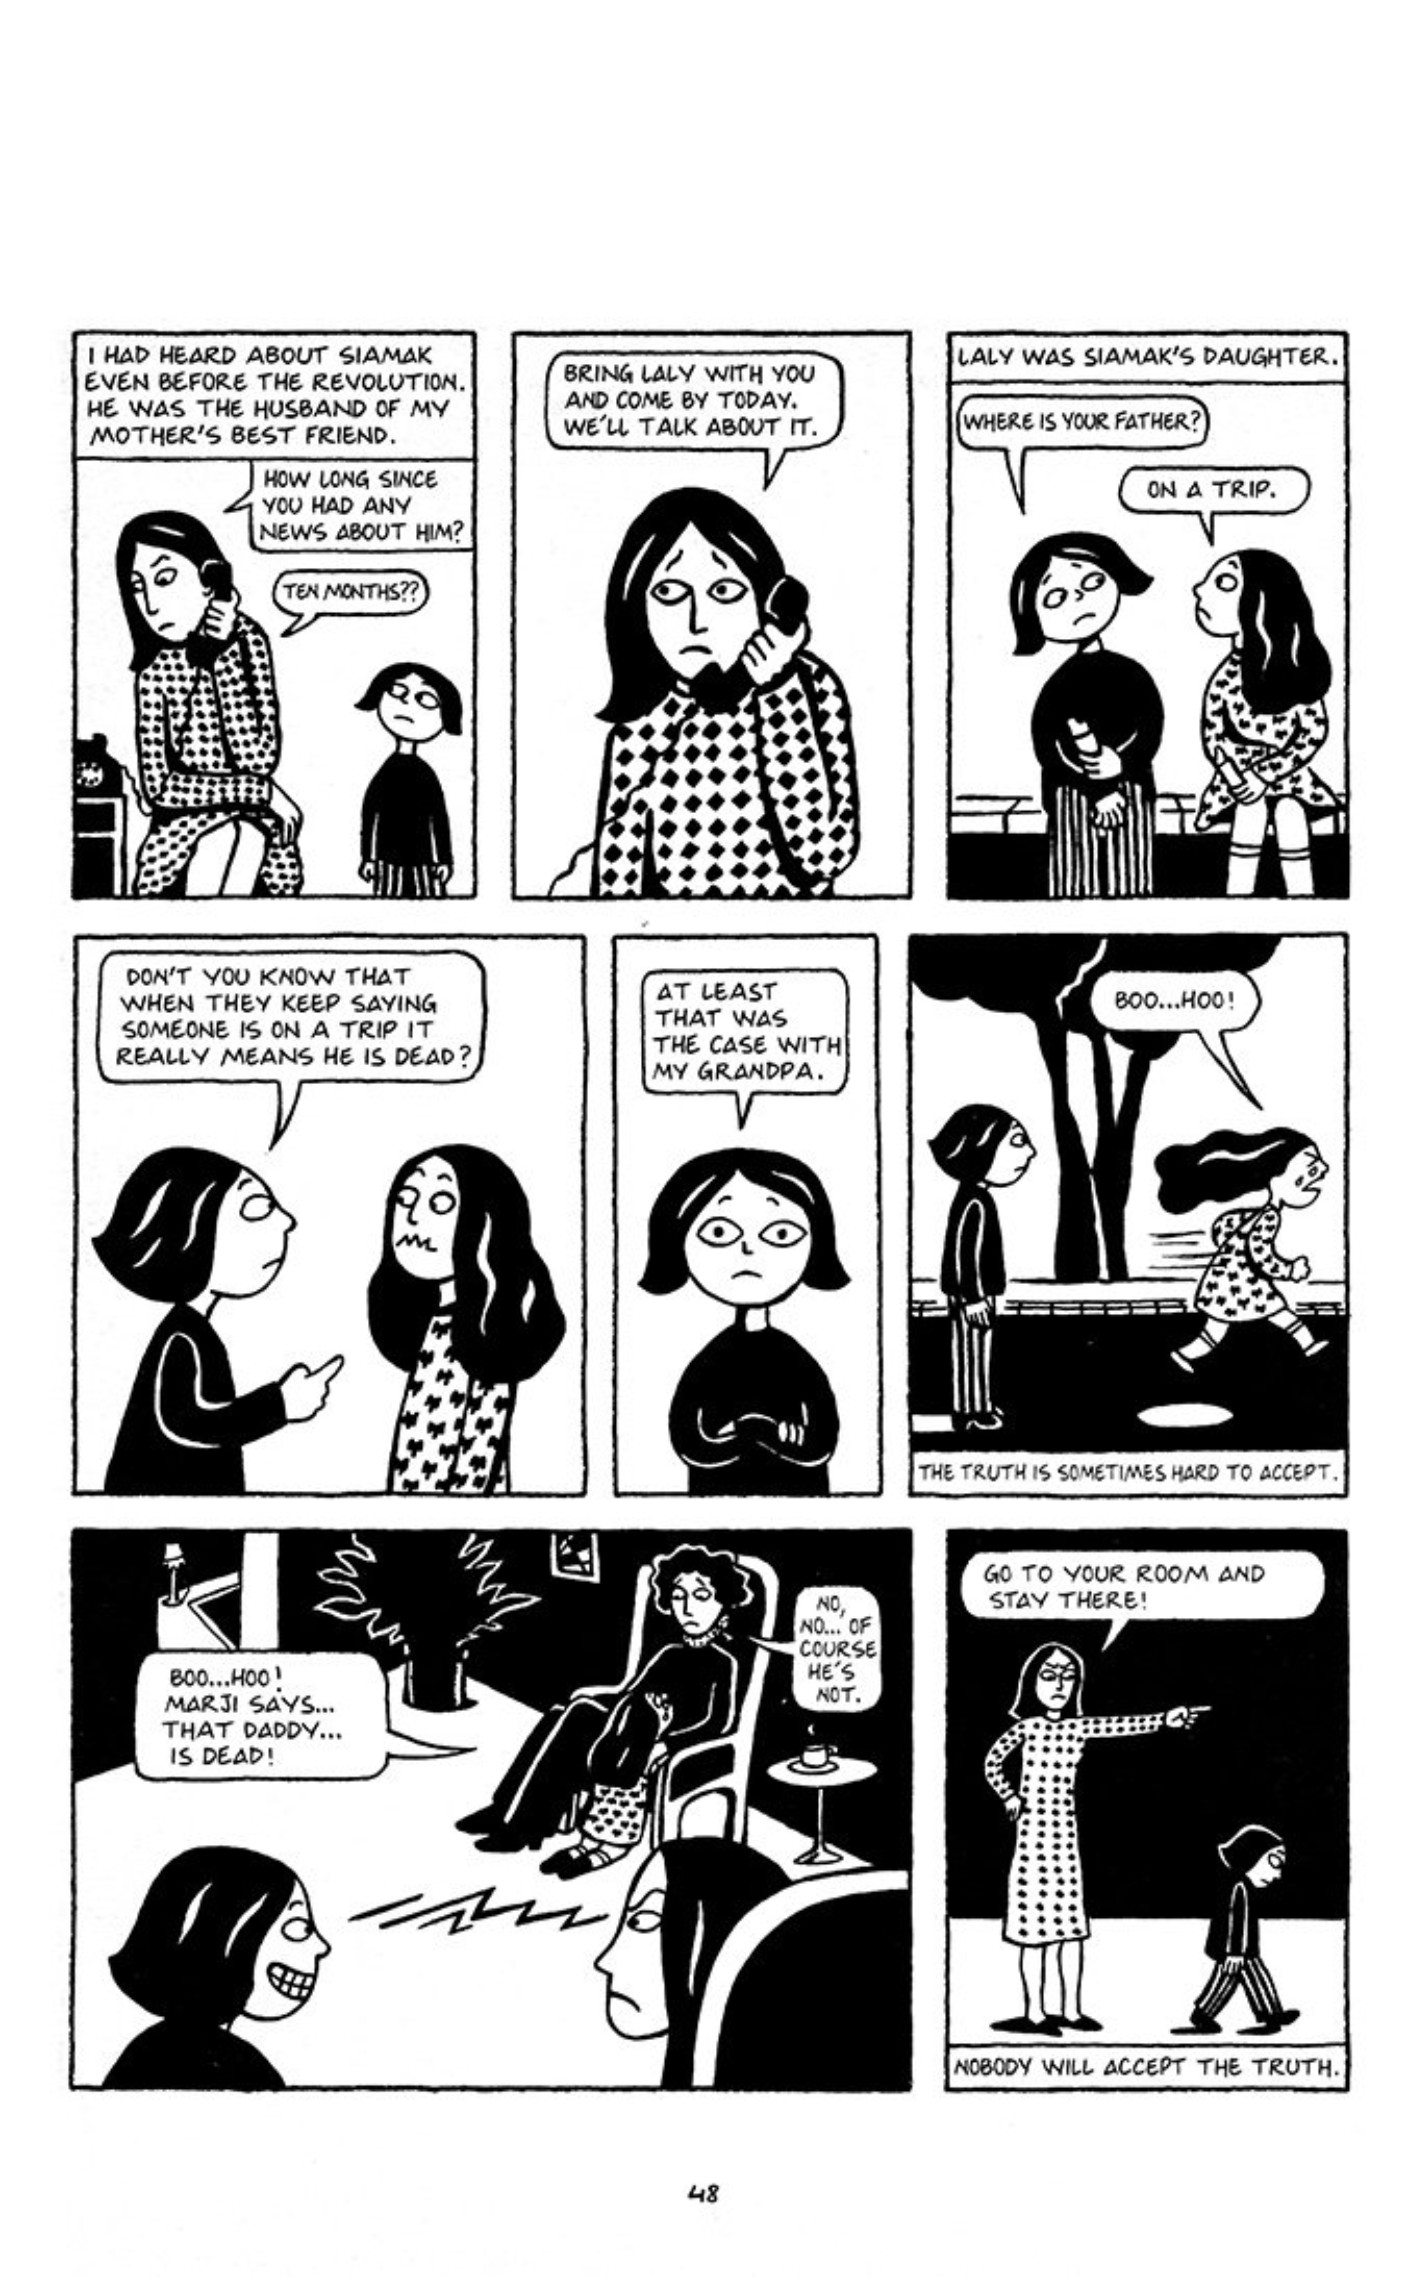 I HAD HEARD ABOUT SIAMAK
EVEN BEFORE THE REVOLUTION.
HE WAS THE HUSBAND OF MY
MOTHER'S BEST FRIEND.
HOW LONG SINCE
YOU HAD ANY
NEWS ABOUT HIM?
TEN MONTHS??
BRING LALY WITH YOU
AND COME BY TODAY.
WE'LL TALK ABOUT IT.
LALY WAS SIAMAK'S DAUGHTER.
WHERE IS YOUR FATHER?
ON A TRIP.
DON'T YOU KNOW THAT
WHEN THEY KEEP SAYING
SOMEONE IS ON A TRIP IT
REALLY MEANS HE IS DEAD?
AT LEAST
THAT WAS
THE CASE WITH
MY GRANDPA.
BOO...HOO!
THE TRUTH IS SOMETIMES HARD TO ACCEPT.
BOO...HOO!
MARJI SAYS...
THAT DADDY...
IS DEAD!
NO,
NO... OF
COURSE
HE'S
NOT.
GO TO YOUR ROOM AND
STAY THERE!
NOBODY WILL ACCEPT THE TRUTH.
48